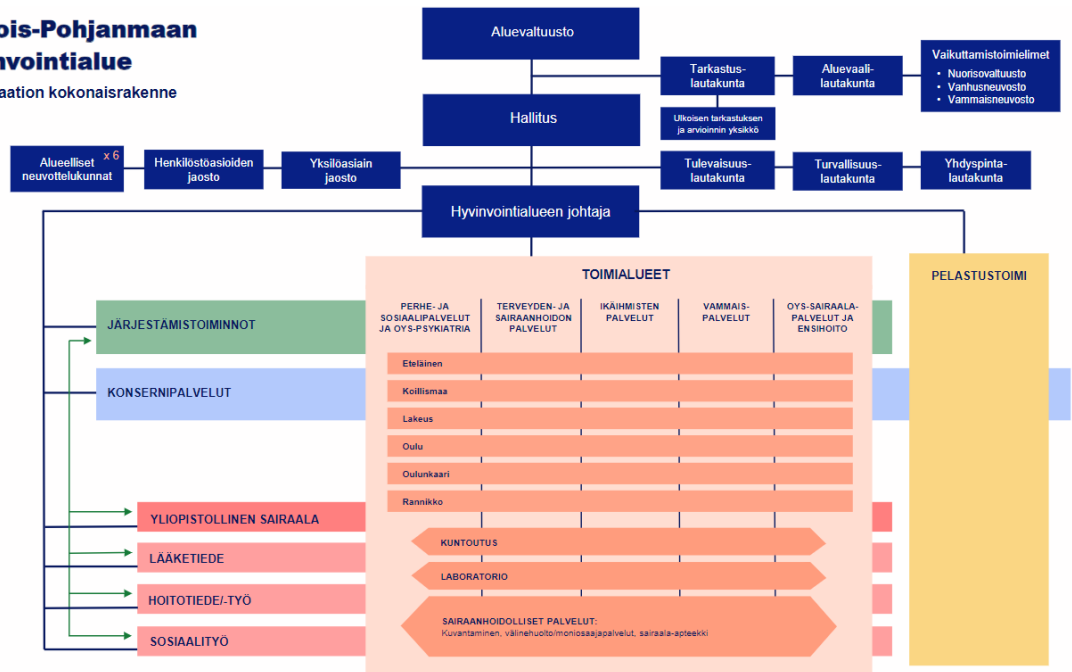 ois-Pohjanmaan
nvointialue
aation kokonaisrakenne
Aluevaltuusto
Tarkastus-
lautakunta
Aluevaali-
lautakunta
Vaikuttamistoimielimet
• Nuorisovaltuusto
• Vanhusneuvosto
• Vammaisneuvosto
Ulkoisen tarkastuksen
ja arvioinnin yksikkö
Hallitus
Alueelliset
neuvottelukunnat
x 6
Henkilöstöasioiden
jaosto
Yksilöasiain
jaosto
Tulevaisuus-
lautakunta
Turvallisuus-
lautakunta
Yhdyspinta-
lautakunta
Hyvinvointialueen johtaja
TOIMIALUEET
PELASTUSTOIMI
PERHE- JA
SOSIAALIPALVELUT
JA OYS-PSYKIATRIA
TERVEYDEN- JA
SAIRAANHOIDON
PALVELUT
IKÄIHMISTEN
PALVELUT
VAMMAIS-
PALVELUT
OYS-SAIRAALA-
PALVELUT JA
ENSIHOITO
JÄRJESTÄMISTOIMINNOT
KONSERNIPALVELUT
Eteläinen
Koillismaa
Lakeus
Oulu
Oulunkaari
Rannikko
YLIOPISTOLLINEN SAIRAALA
LÄÄKETIEDE
HOITOTIEDE/-TYÖ
SOSIAALITYÖ
KUNTOUTUS
LABORATORIO
SAIRAANHOIDOLLISET PALVELUT:
Kuvantaminen, välinehuolto/moniosaajapalvelut, sairaala-apteekki